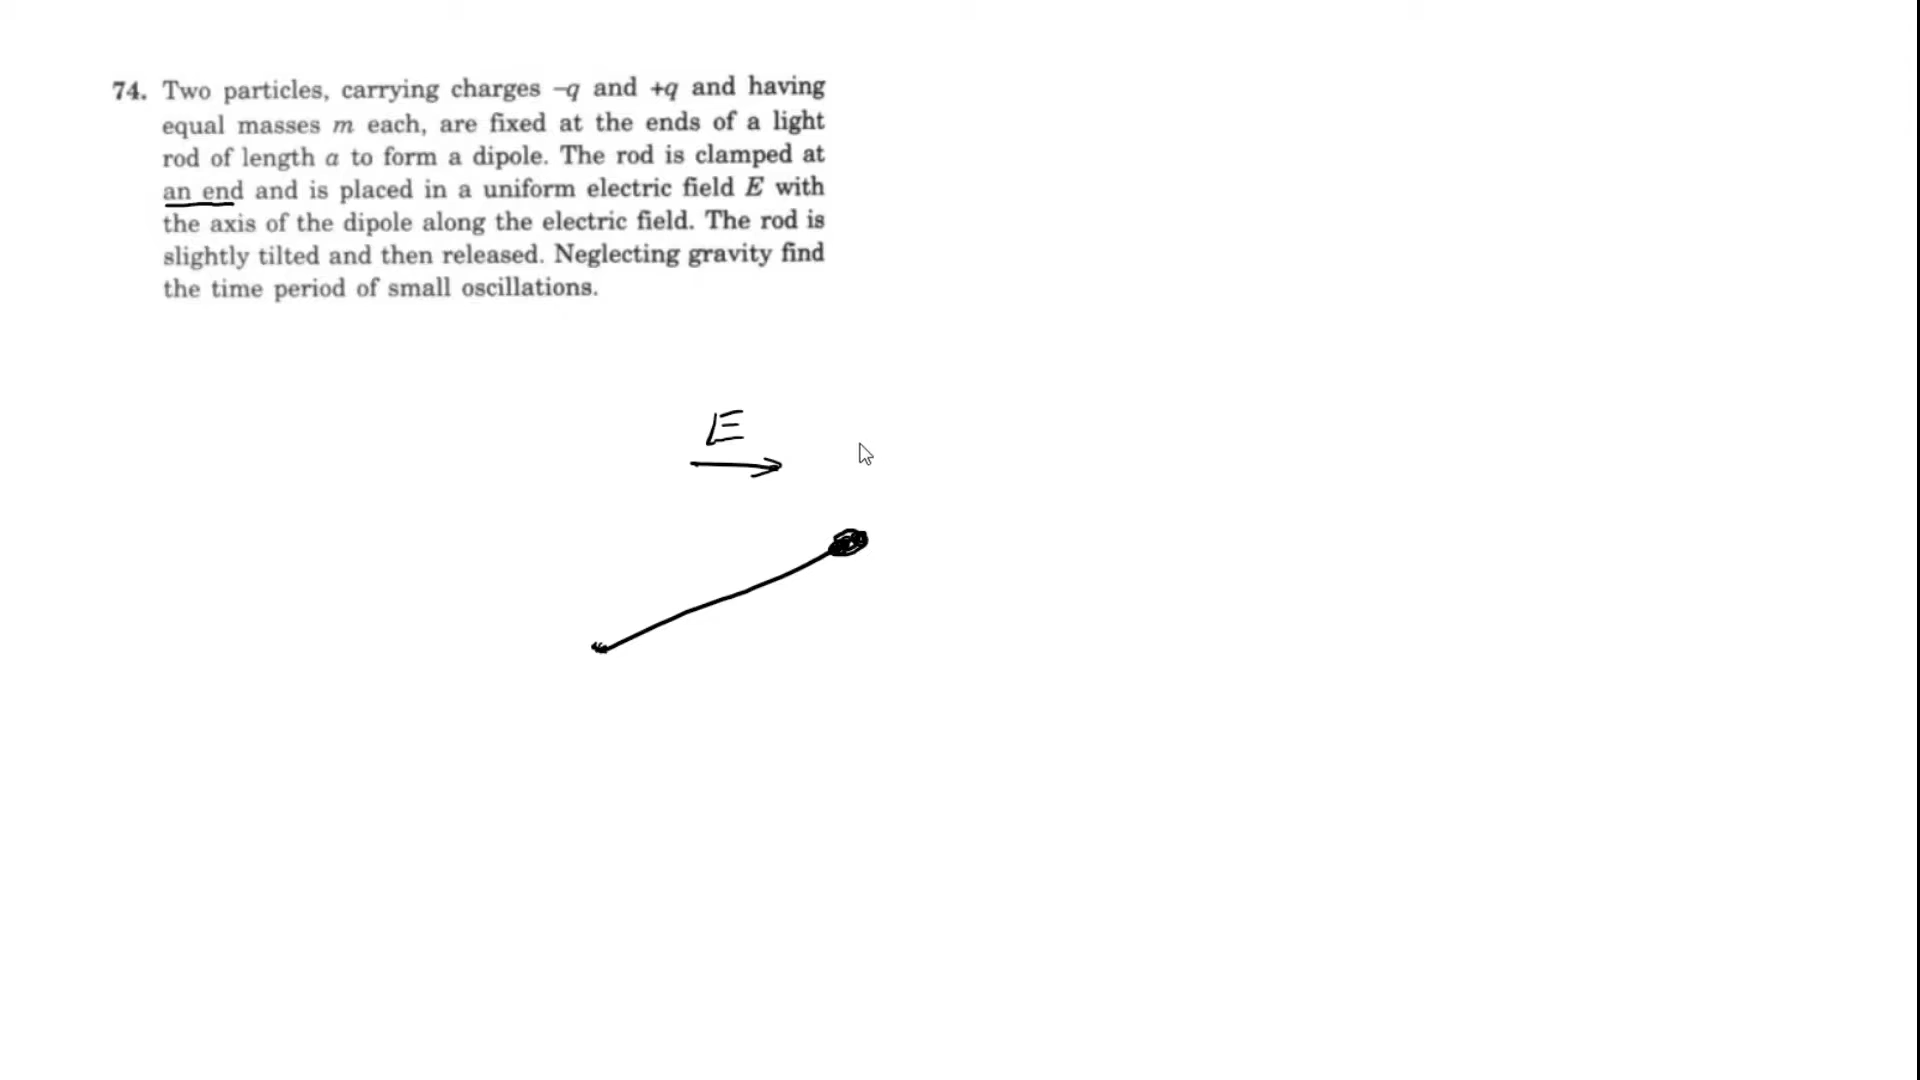 74. Two particles, carrying charges –q and +q and having
equal masses m each, are fixed at the ends of a light
rod of length a to form a dipole. The rod is clamped at
an end and is placed in a uniform electric field E with
the axis of the dipole along the electric field. The rod is
slightly tilted and then released. Neglecting gravity find
the time period of small oscillations.
E